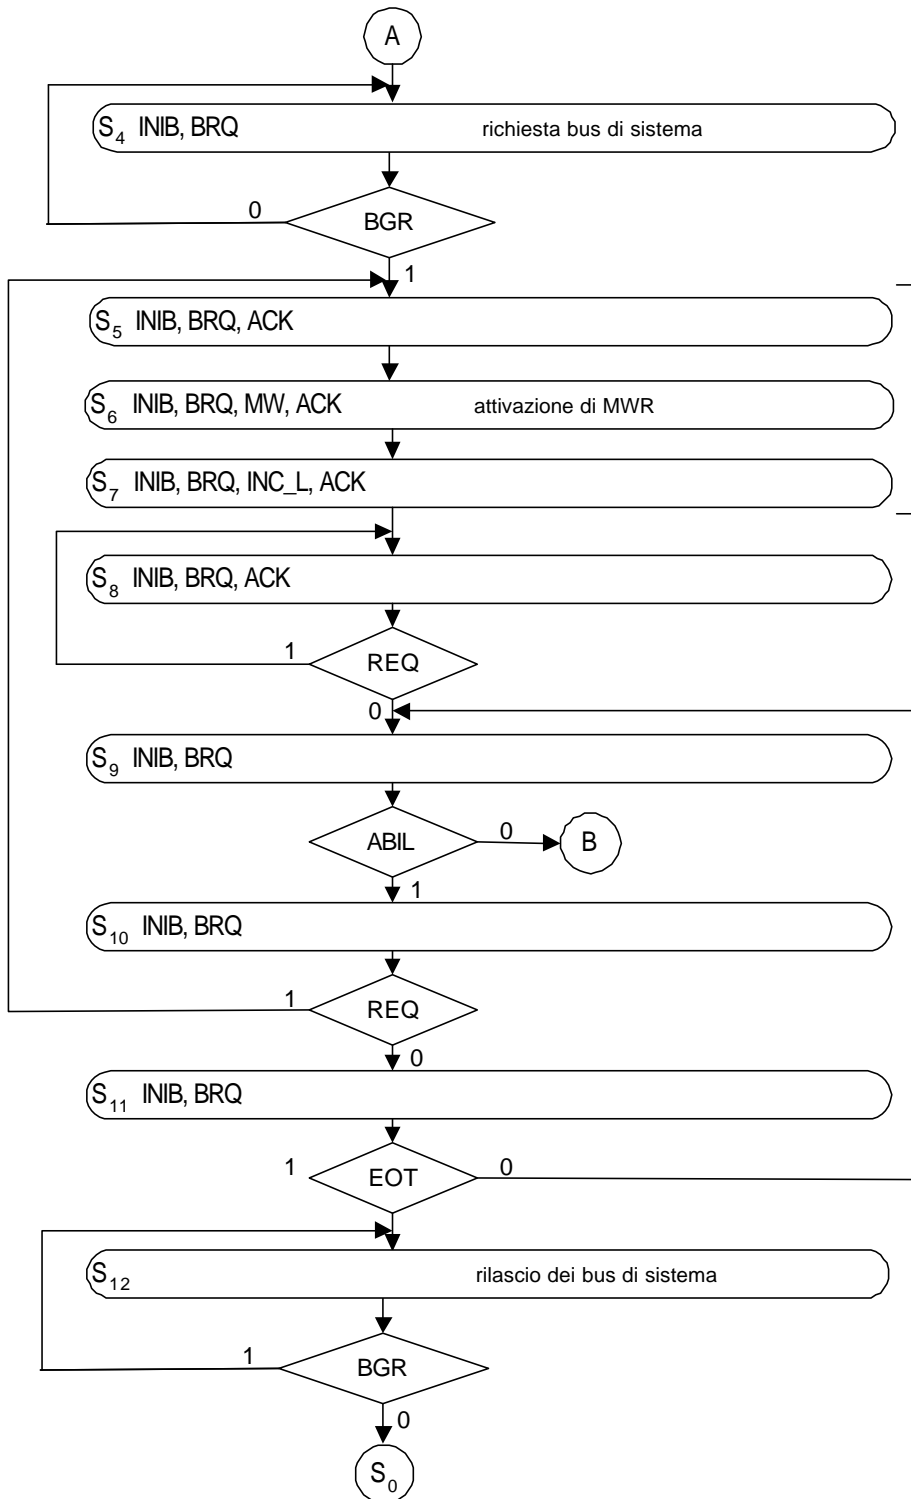 A
S4 INIB, BRQ richiesta bus di sistema
0
BGR
1
S5 INIB, BRQ, ACK
S6 INIB, BRQ, MW, ACK attivazione di MWR
S7 INIB, BRQ, INC_L, ACK
S8 INIB, BRQ, ACK
1
REQ
0
S9 INIB, BRQ
ABIL
0
B
1
S10 INIB, BRQ
1
REQ
0
S11 INIB, BRQ
1
EOT
0
S12 rilascio dei bus di sistema
1
BGR
0
S0